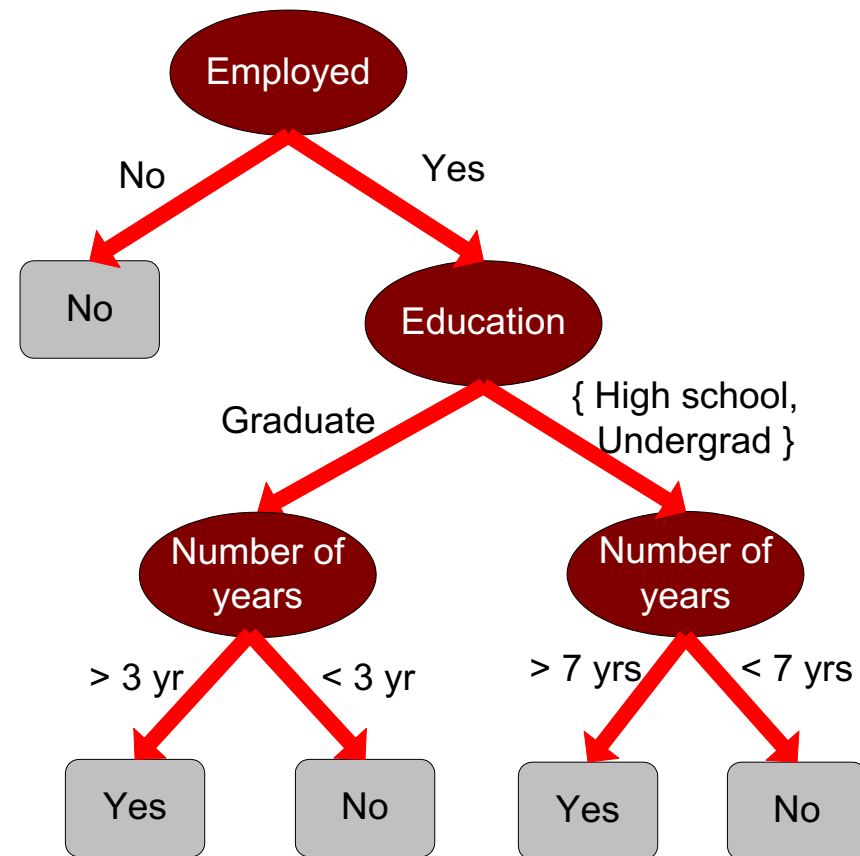 Employed
No
Yes
No
Education
Graduate
{ High school,
Undergrad }
Number of
years
Number of
years
> 3 yr
< 3 yr
> 7 yrs
< 7 yrs
Yes
No
Yes
No